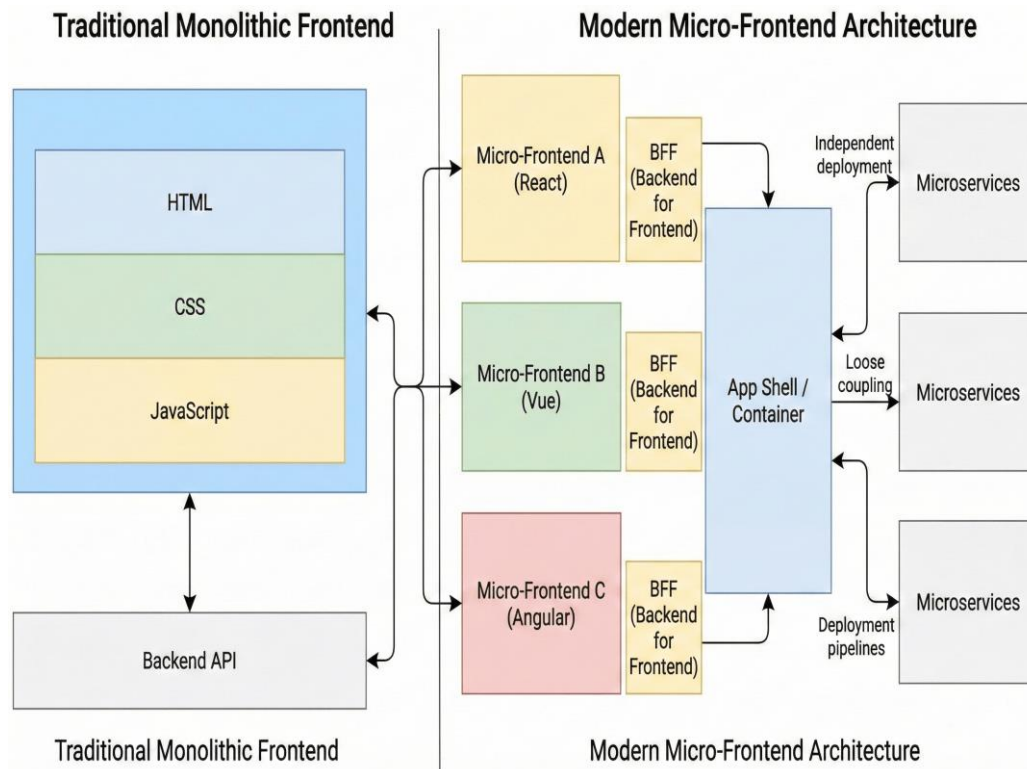 Traditional Monolithic Frontend
HTML
CSS
JavaScript
Backend API
Traditional Monolithic Frontend
Modern Micro-Frontend Architecture
Micro-Frontend A
(React)
BFF
(Backend
for
Frontend)
Micro-Frontend B
(Vue)
BFF
(Backend
for
Frontend)
Micro-Frontend C
(Angular)
BFF
(Backend
for
Frontend)
App Shell /
Container
Independent
deployment
Microservices
Loose
coupling
Microservices
Deployment
pipelines
Microservices
Modern Micro-Frontend Architecture